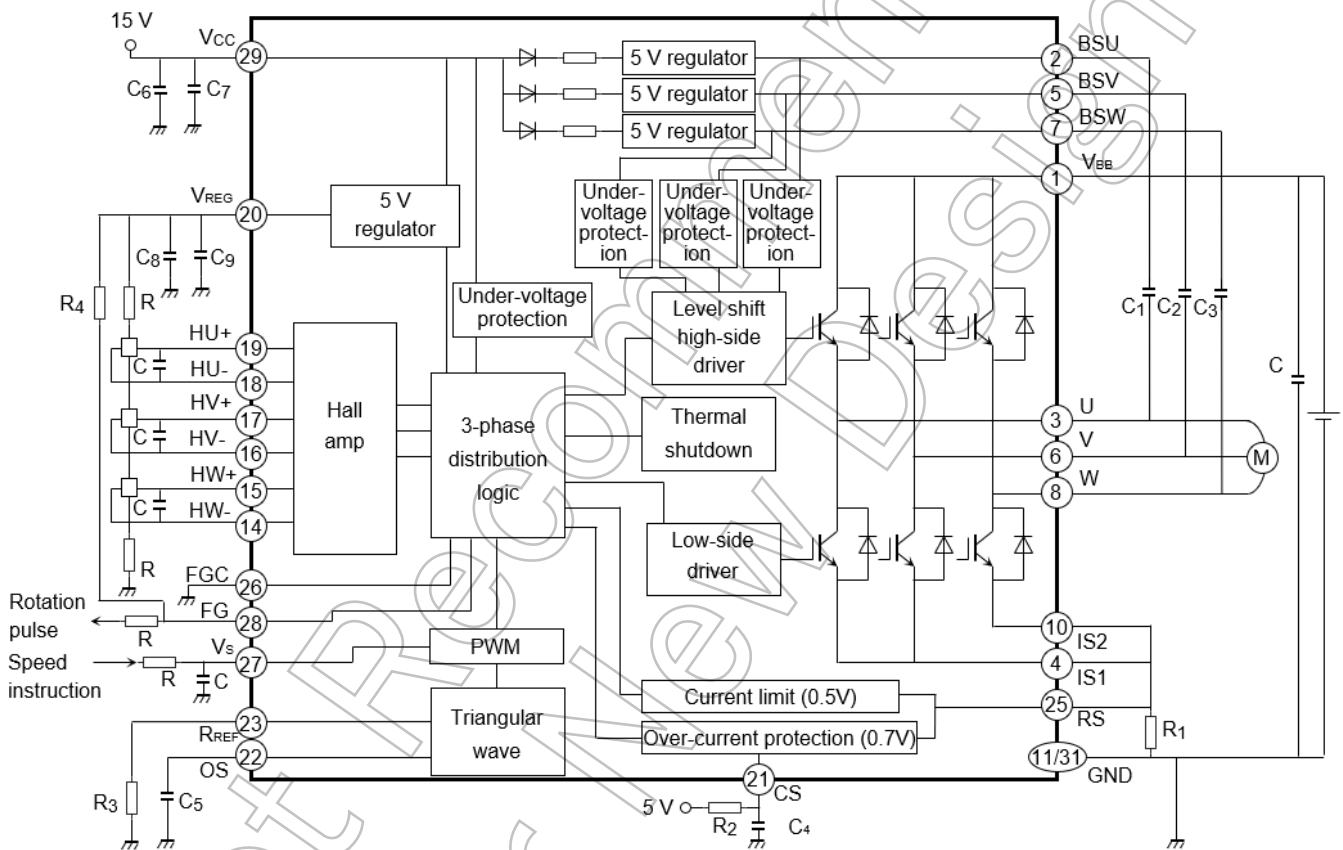 15 V
VCC
29
C6
C7
5 V regulator
5 V regulator
5 V regulator
2
BSU
5
BSV
7
BSW
1
VBB
VREG
20
5 V
regulator
C8
C9
R4
R
Under-
voltage
protect-
ion
Under-
voltage
protect-
ion
Under-
voltage
protect-
ion
Under-voltage
protection
Level shift
high-side
driver
C1
C2
C3
C
HU+
19
C
HU-
18
HV+
17
C
HV-
16
HW+
15
C
HW-
14
R
Hall
amp
3-phase
distribution
logic
Thermal
shutdown
Low-side
driver
3
U
6
V
8
W
M
FGC
26
Rotation
pulse
R
FG
28
Speed
instruction
R
C
VS
27
PWM
10
IS2
4
IS1
25
RS
R1
Current limit (0.5V)
Over-current protection (0.7V)
11/31
GND
23
RREF
22
OS
Triangular
wave
R3
C5
21
CS
5 V
R2
C4
Not Recommen
New Design